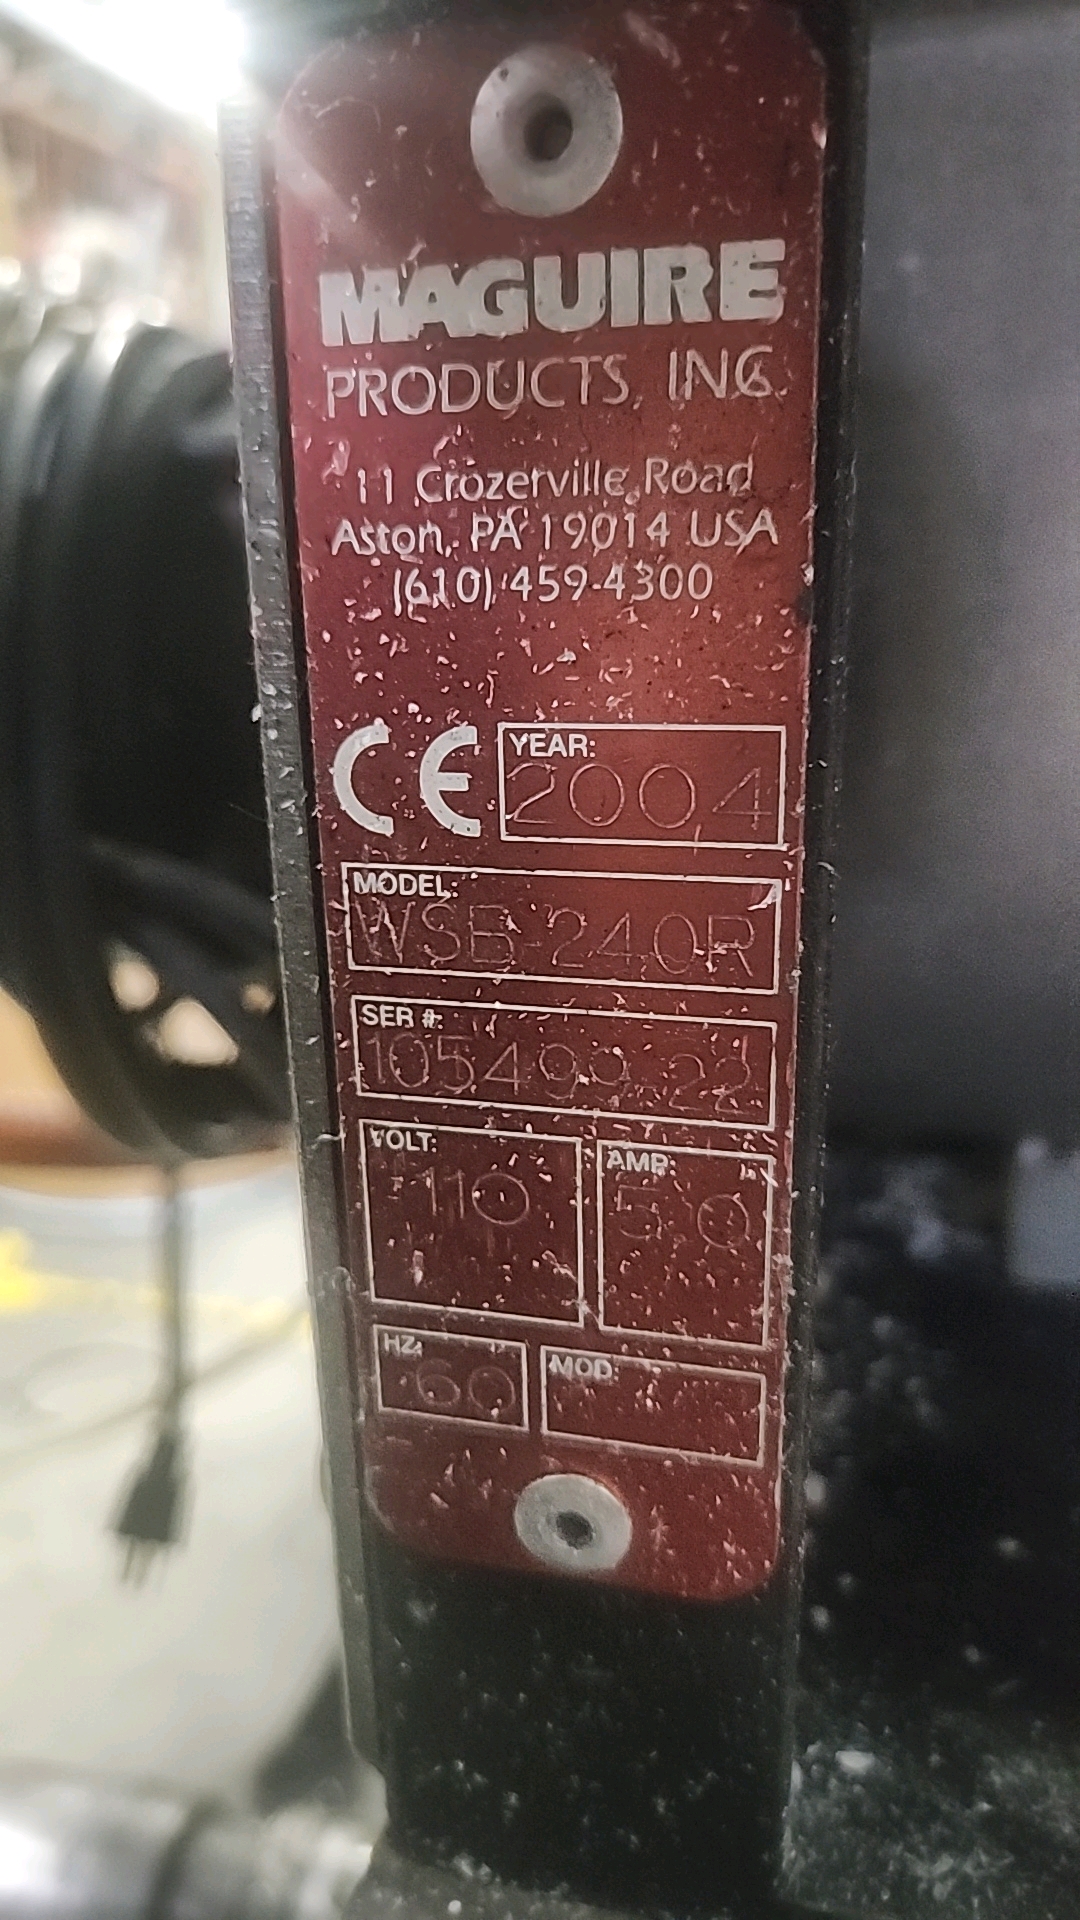 MAGUIRE
PRODUCTS, INC.
11 Crozerville Road
Aston, PA 19014 USA
(610) 459-4300
CE
YEAR:
2004
MODEL:
WSB-240R
SER #:
105499-22
VOLT:
110
AMP:
5.0
HZ:
60
MOD: